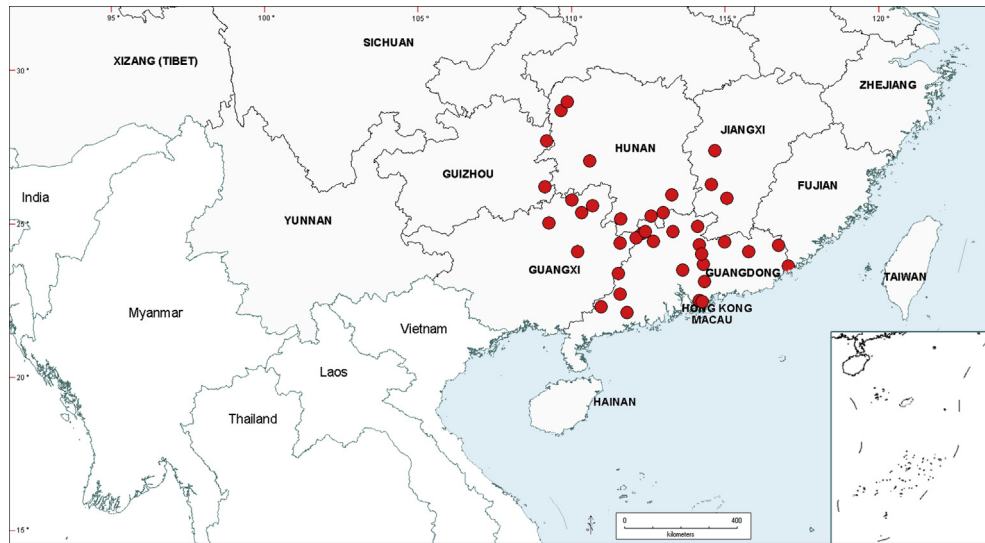 95° 100° 105° 110° 115° 120°
SICHUAN
XIZANG (TIBET)
30°
ZHEJIANG
JIANGXI
HUNAN
GUIZHOU
FUJIAN
India
YUNNAN
25°
GUANGXI
GUANGDONG
TAIWAN
HONG KONG
MACAU
Myanmar
Vietnam
Laos
20°
HAINAN
Thailand
15°
0 400
kilometers